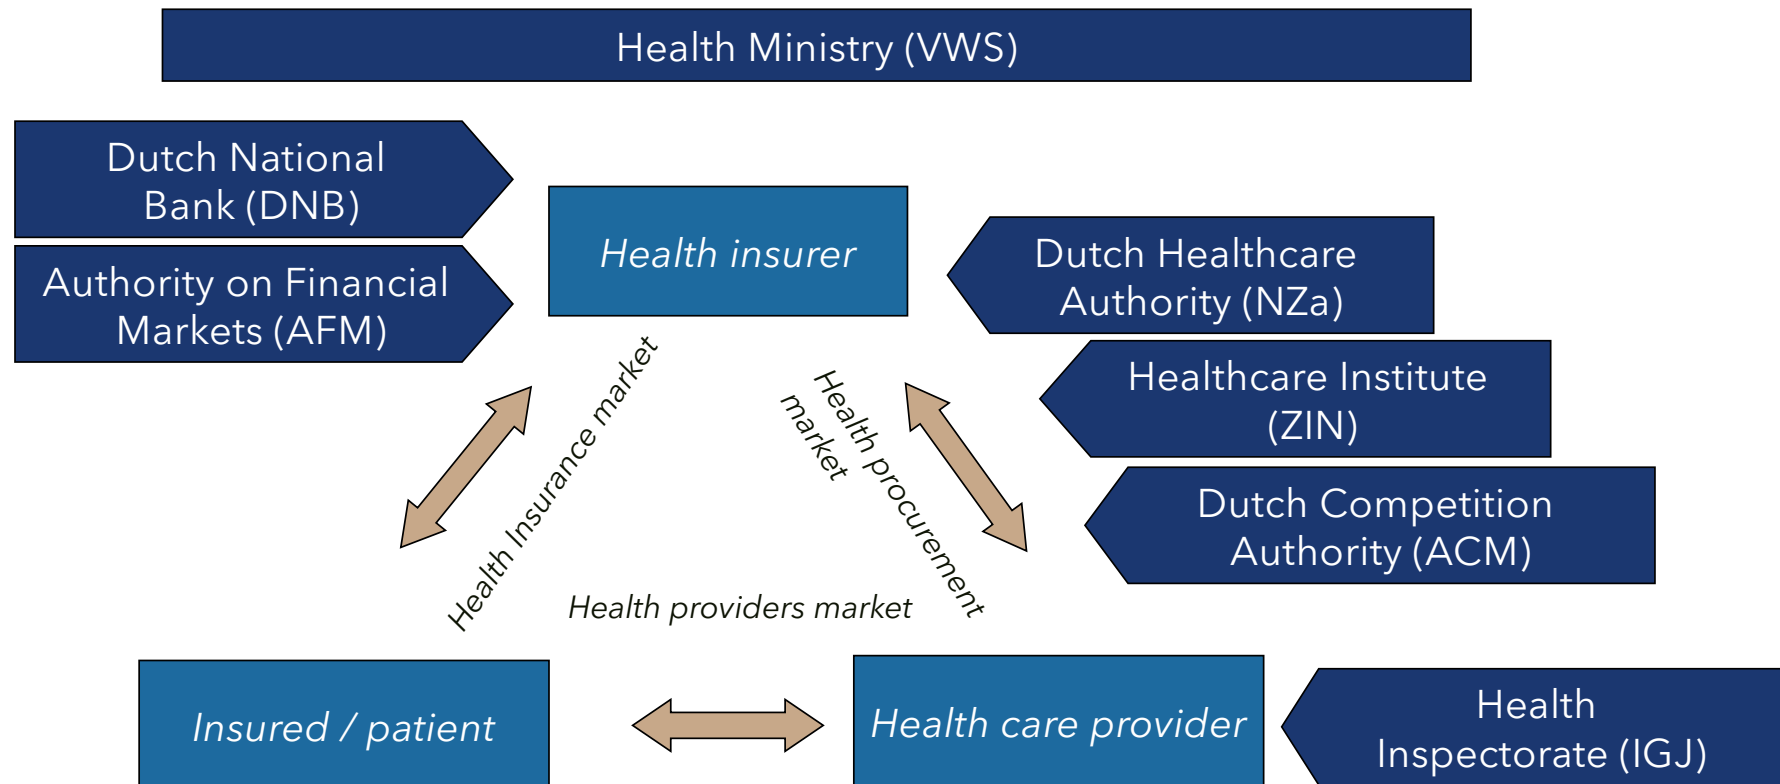 Health Ministry (VWS)
Dutch National
Bank (DNB)
Authority on Financial
Markets (AFM)
Health insurer
Dutch Healthcare
Authority (NZa)
Healthcare Institute
(ZIN)
Dutch Competition
Authority (ACM)
Health Insurance market
Health procurement
market
Health providers market
Insured / patient
Health care provider
Health
Inspectorate (IGJ)